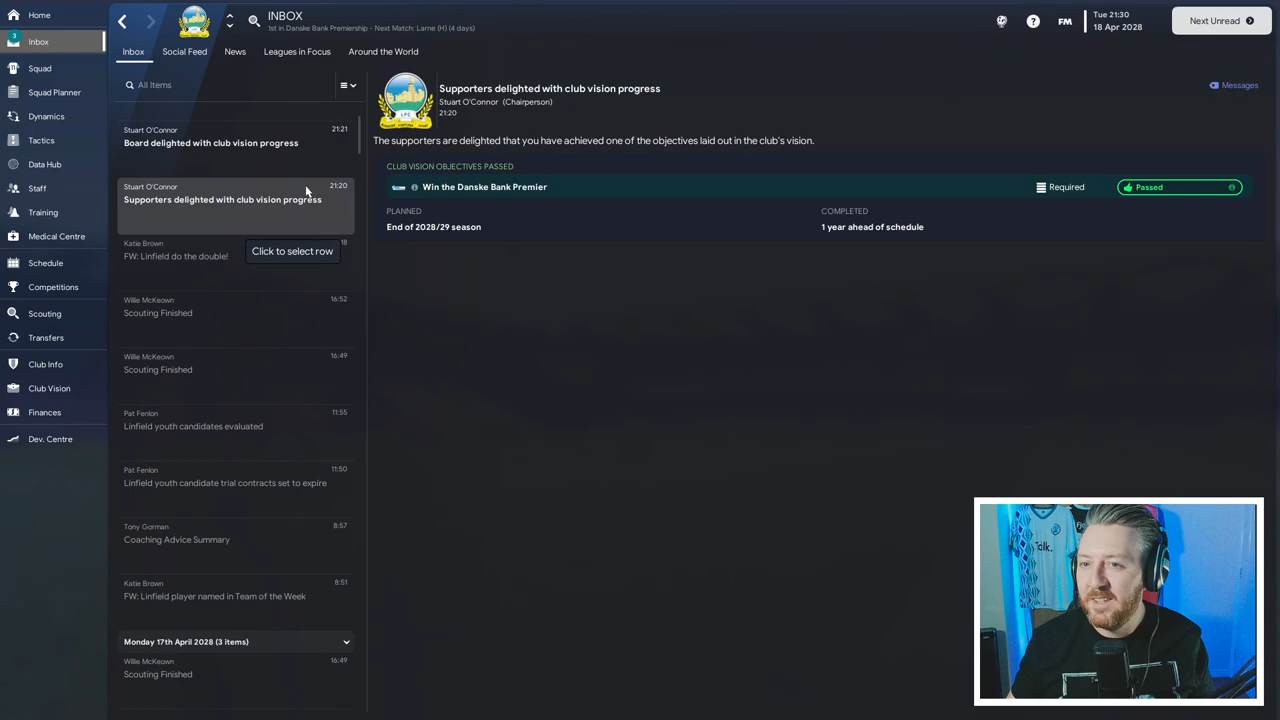 Home
3
Inbox
Squad
Squad Planner
Dynamics
Tactics
Data Hub
Staff
Training
Medical Centre
Schedule
Competitions
Scouting
Transfers
Club Info
Club Vision
Finances
Dev. Centre
INBOX
1st in Danske Bank Premiership - Next Match: Larne (H) (4 days)
FM
Tue 21:30
18 Apr 2028
Next Unread
Inbox
Social Feed
News
Leagues in Focus
Around the World
All Items
Stuart O'Connor 21:21
Board delighted with club vision progress
Stuart O'Connor 21:20
Supporters delighted with club vision progress
Katie Brown 18
FW: Linfield do the double!
Click to select row
Willie McKeown 16:52
Scouting Finished
Willie McKeown 16:49
Scouting Finished
Pat Fenlon 11:55
Linfield youth candidates evaluated
Pat Fenlon 11:50
Linfield youth candidate trial contracts set to expire
Tony Gorman 8:57
Coaching Advice Summary
Katie Brown 8:51
FW: Linfield player named in Team of the Week
Monday 17th April 2028 (3 items)
Willie McKeown 16:49
Scouting Finished
LFC
Supporters delighted with club vision progress
Stuart O'Connor (Chairperson)
21:20
Messages
The supporters are delighted that you have achieved one of the objectives laid out in the club's vision.
CLUB VISION OBJECTIVES PASSED
Win the Danske Bank Premier
Required
Passed
PLANNED
End of 2028/29 season
COMPLETED
1 year ahead of schedule
Talk.